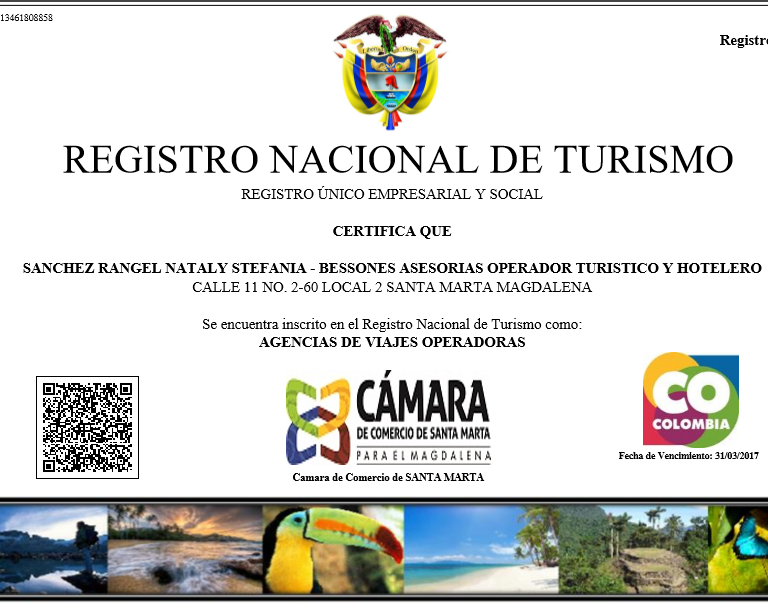 13461808858
Registro
REGISTRO NACIONAL DE TURISMO
REGISTRO ÚNICO EMPRESARIAL Y SOCIAL
CERTIFICA QUE
SANCHEZ RANGEL NATALY STEFANIA - BESSONES ASESORIAS OPERADOR TURISTICO Y HOTELERO
CALLE 11 NO. 2-60 LOCAL 2 SANTA MARTA MAGDALENA
Se encuentra inscrito en el Registro Nacional de Turismo como:
AGENCIAS DE VIAJES OPERADORAS
CÁMARA
DE COMERCIO DE SANTA MARTA
PARA EL MAGDALENA
Camara de Comercio de SANTA MARTA
CO
COLOMBIA
Fecha de Vencimiento: 31/03/2017